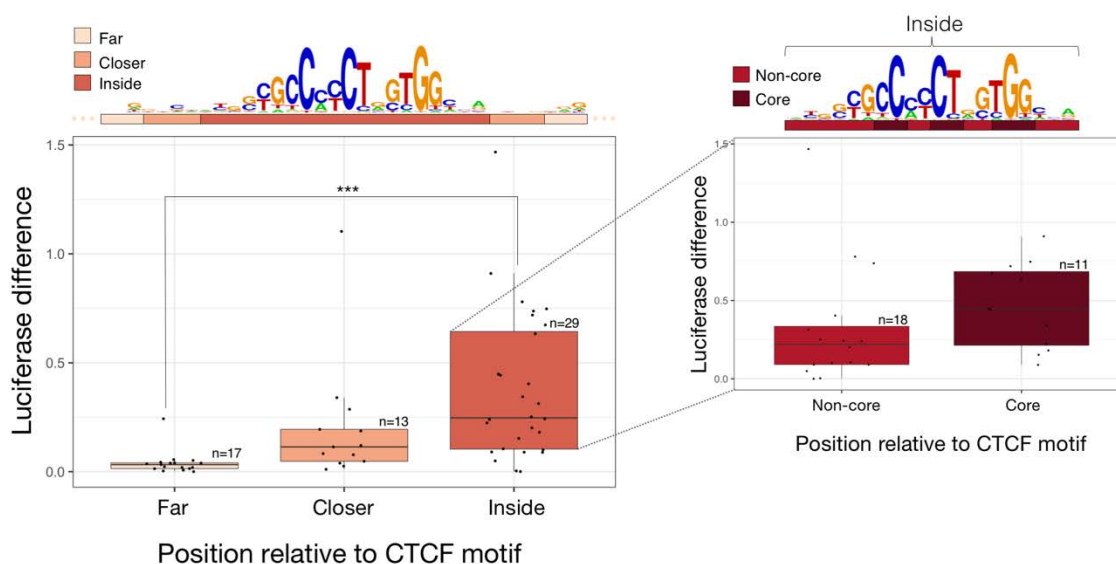 Far
Closer
Inside
CGCCCTCTGGTGG
1.5
1.0
0.5
0.0
Luciferase difference
***
n=17
n=13
n=29
Far
Closer
Inside
Position relative to CTCF motif
Inside
Non-core
Core
1.5
1.0
0.5
0.0
Luciferase difference
n=18
n=11
Non-core
Core
Position relative to CTCF motif